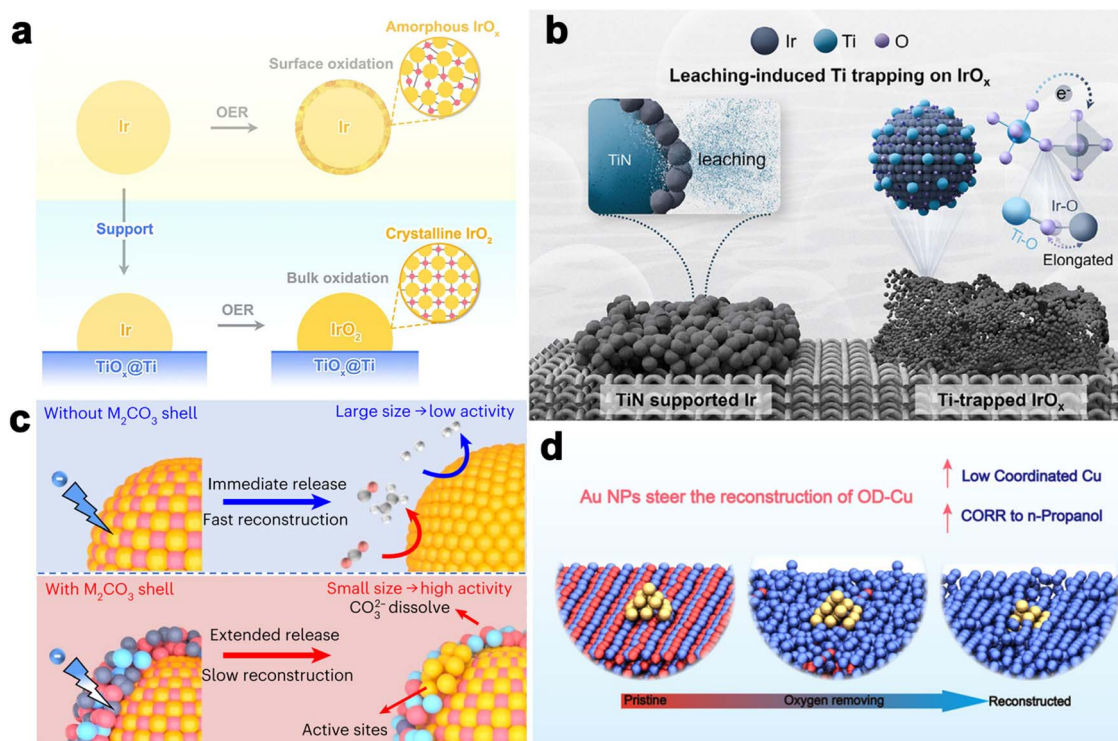 a
Amorphous IrOₓ
Surface oxidation
Ir
OER
Ir
Support
Crystalline IrO₂
Bulk oxidation
Ir
OER
IrO₂
TiOₓ@Ti
TiOₓ@Ti
b
Ir Ti O
Leaching-induced Ti trapping on IrOₓ
e⁻
TiN
leaching
Ir-O
Ti-O
Elongated
TiN supported Ir
Ti-trapped IrOₓ
c
Without M₂CO₃ shell
Large size → low activity
Immediate release
Fast reconstruction
With M₂CO₃ shell
Small size → high activity
CO₃²⁻ dissolve
Extended release
Slow reconstruction
Active sites
d
Low Coordinated Cu
Au NPs steer the reconstruction of OD-Cu
CORR to n-Propanol
Pristine
Oxygen removing
Reconstructed